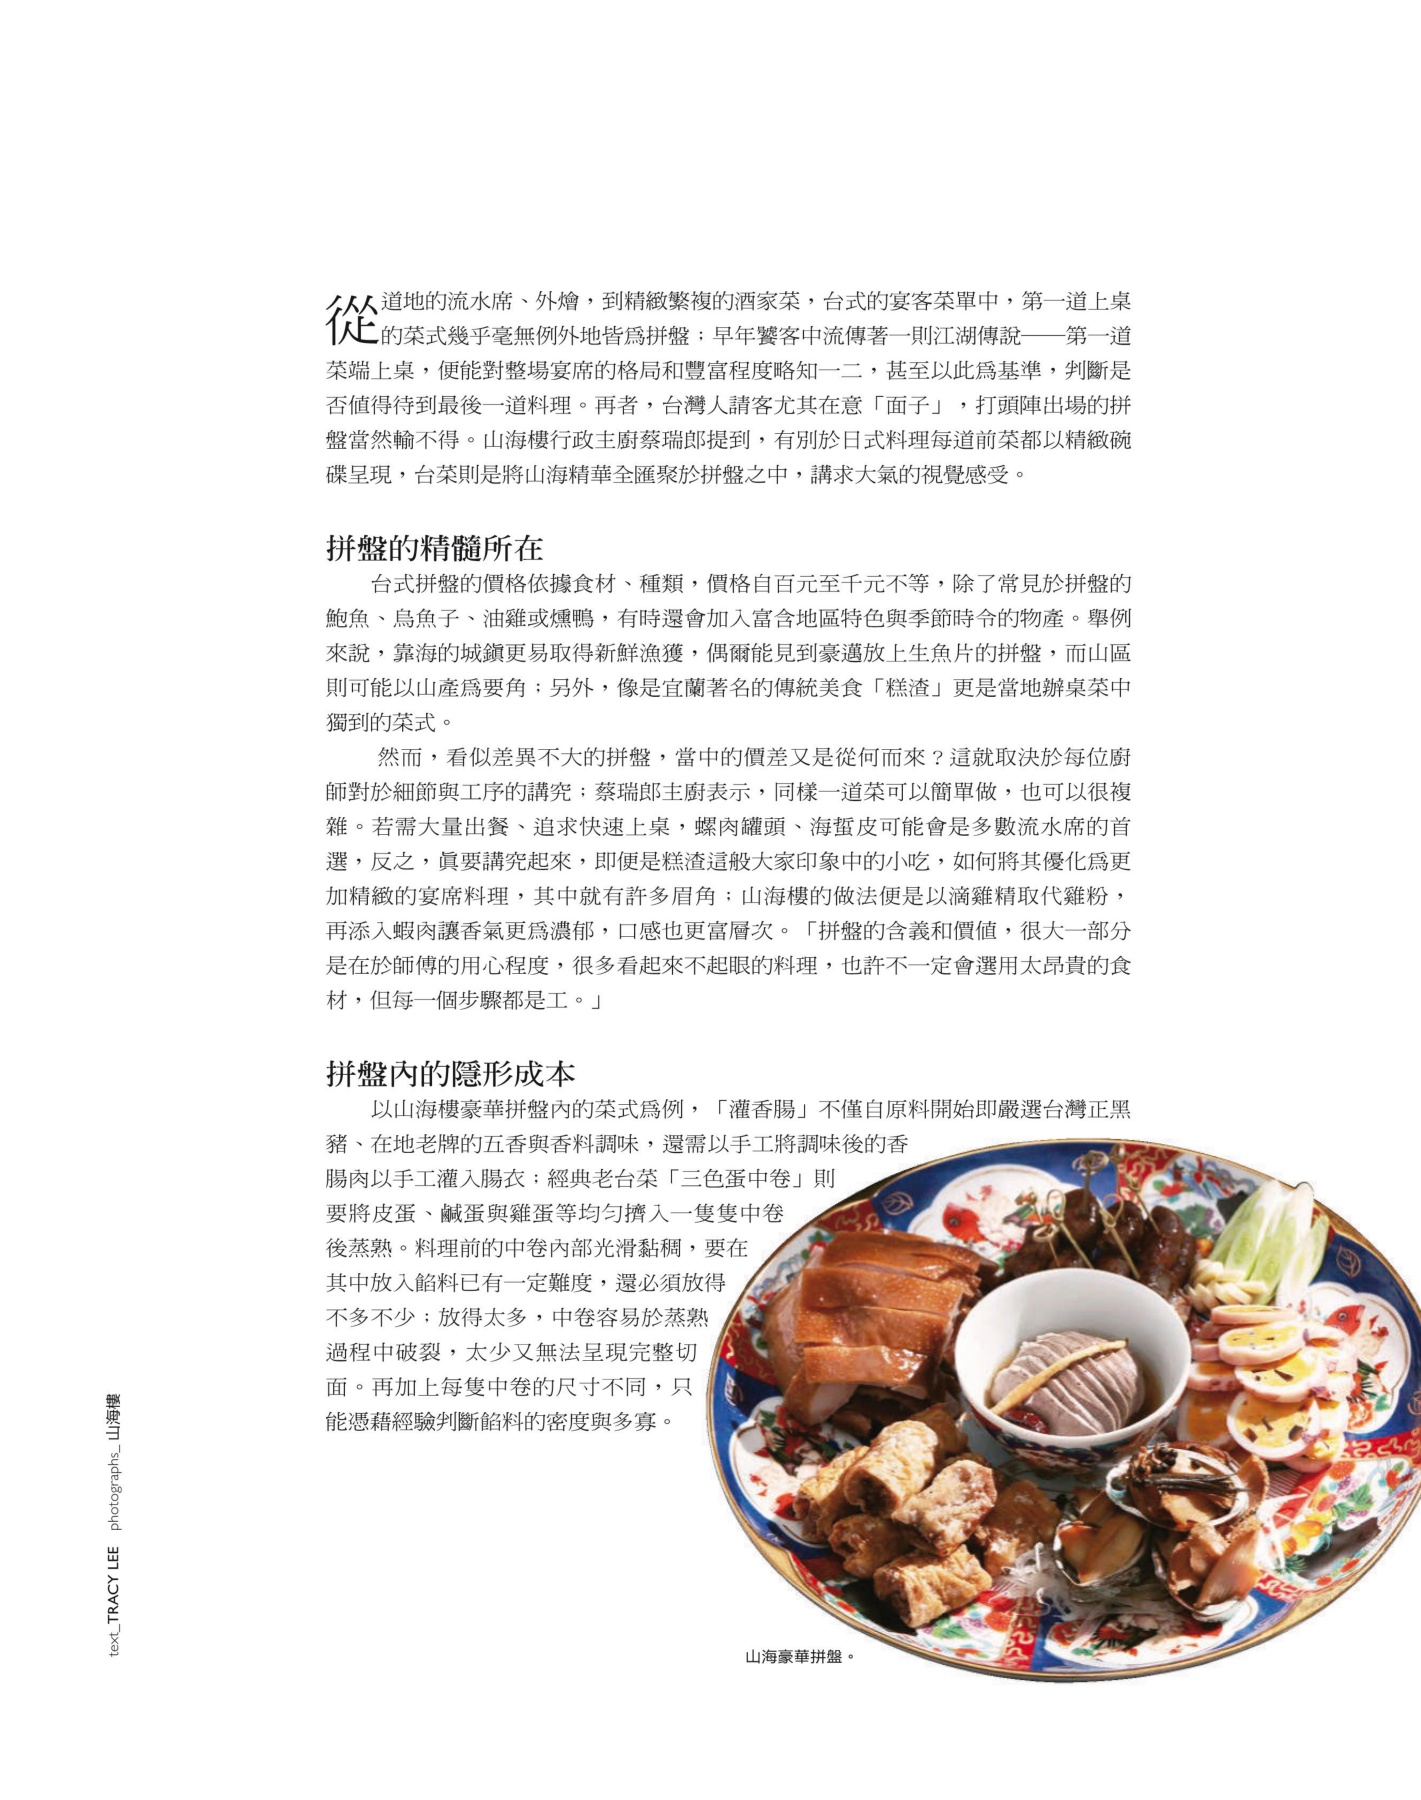 從道地的流水席、外燴，到精緻繁複的酒家菜，台式的宴客菜單中，第一道上桌
的菜式幾乎毫無例外地皆為拼盤；早年饕客中流傳著一則江湖傳說——第一道
菜端上桌，便能對整場宴席的格局和豐富程度略知一二，甚至以此為基準，判斷是
否值得待到最後一道料理。再者，台灣人請客尤其在意「面子」，打頭陣出場的拼
盤當然輸不得。山海樓行政主廚蔡瑞郎提到，有別於日式料理每道前菜都以精緻碗
碟呈現，台菜則是將山海精華全匯聚於拼盤之中，講求大氣的視覺感受。
拼盤的精髓所在
台式拼盤的價格依據食材、種類，價格自百元至千元不等，除了常見於拼盤的
鮑魚、烏魚子、油雞或燻鴨，有時還會加入富含地區特色與季節時令的物產。舉例
來說，靠海的城鎮更易取得新鮮漁獲，偶爾能見到豪邁放上生魚片的拼盤，而山區
則可能以山產為要角；另外，像是宜蘭著名的傳統美食「糕渣」更是當地辦桌菜中
獨到的菜式。
然而，看似差異不大的拼盤，當中的價差又是從何而來？這就取決於每位廚
師對於細節與工序的講究；蔡瑞郎主廚表示，同樣一道菜可以簡單做，也可以很複
雜。若需大量出餐、追求快速上桌，螺肉罐頭、海蜇皮可能會是多數流水席的首
選，反之，真要講究起來，即便是糕渣這般大家印象中的小吃，如何將其優化為更
加精緻的宴席料理，其中就有許多眉角；山海樓的做法便是以滴雞精取代雞粉，
再添入蝦肉讓香氣更為濃郁，口感也更富層次。「拼盤的含義和價值，很大一部分
是在於師傅的用心程度，很多看起來不起眼的料理，也許不一定會選用太昂貴的食
材，但每一個步驟都是工。」
拼盤內的隱形成本
以山海樓豪華拼盤內的菜式為例，「灌香腸」不僅自原料開始即嚴選台灣正黑
豬、在地老牌的五香與香料調味，還需以手工將調味後的香
腸肉以手工灌入腸衣；經典老台菜「三色蛋中卷」則
要將皮蛋、鹹蛋與雞蛋等均勻擠入一隻隻中卷
後蒸熟。料理前的中卷內部光滑黏稠，要在
其中放入餡料已有一定難度，還必須放得
不多不少；放得太多，中卷容易於蒸熟
過程中破裂，太少又無法呈現完整切
面。再加上每隻中卷的尺寸不同，只
能憑藉經驗判斷餡料的密度與多寡。
山海豪華拼盤。
text_TRACY LEE photographs_山海樓